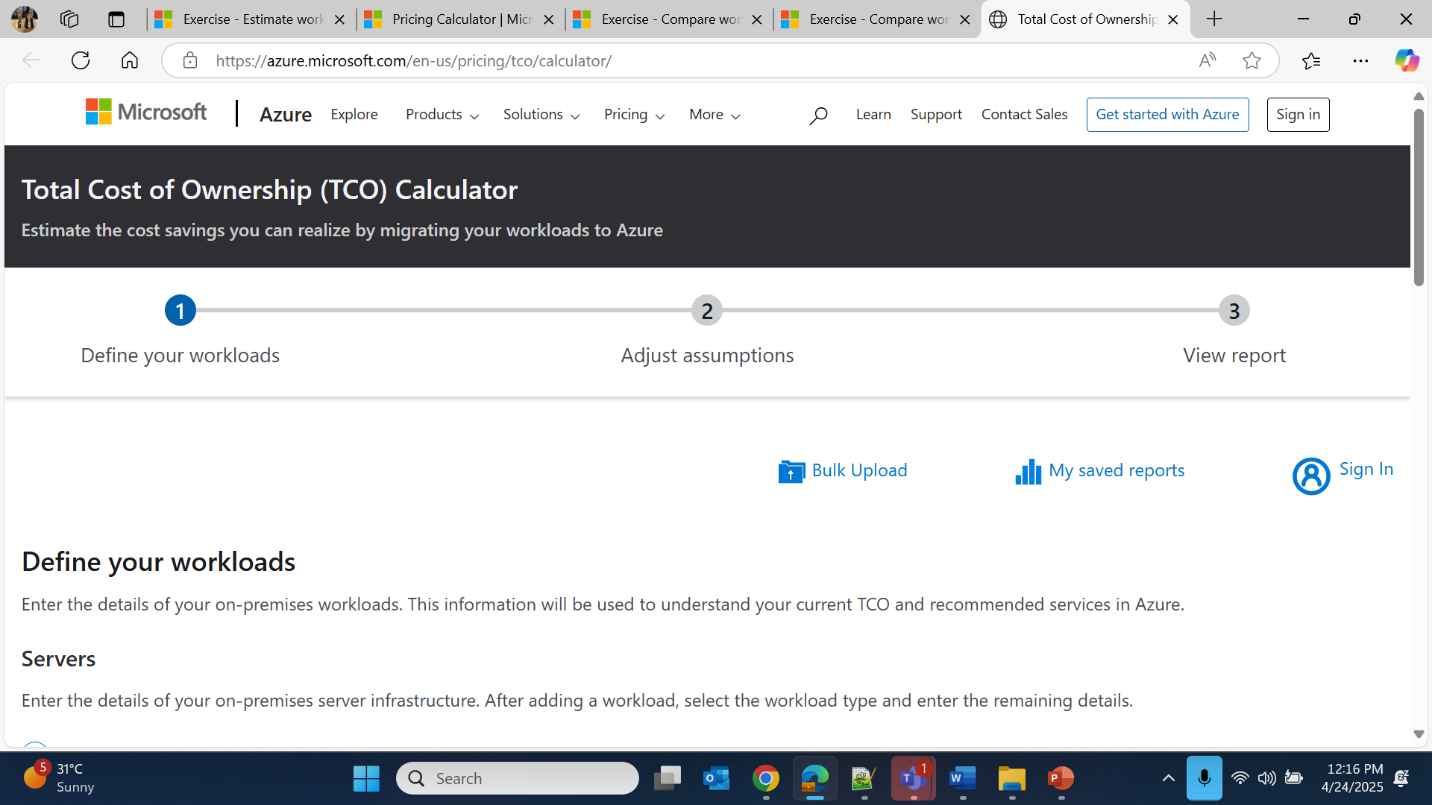 Exercise - Estimate work
Pricing Calculator | Micr
Exercise - Compare wor
Exercise - Compare wor
Total Cost of Ownership
https://azure.microsoft.com/en-us/pricing/tco/calculator/
Microsoft
Azure
Explore
Products
Solutions
Pricing
More
Learn
Support
Contact Sales
Get started with Azure
Sign in
Total Cost of Ownership (TCO) Calculator
Estimate the cost savings you can realize by migrating your workloads to Azure
1
2
3
Define your workloads
Adjust assumptions
View report
Bulk Upload
My saved reports
Sign In
Define your workloads
Enter the details of your on-premises workloads. This information will be used to understand your current TCO and recommended services in Azure.
Servers
Enter the details of your on-premises server infrastructure. After adding a workload, select the workload type and enter the remaining details.
5
31°C
Sunny
Search
1
12:16 PM
4/24/2025